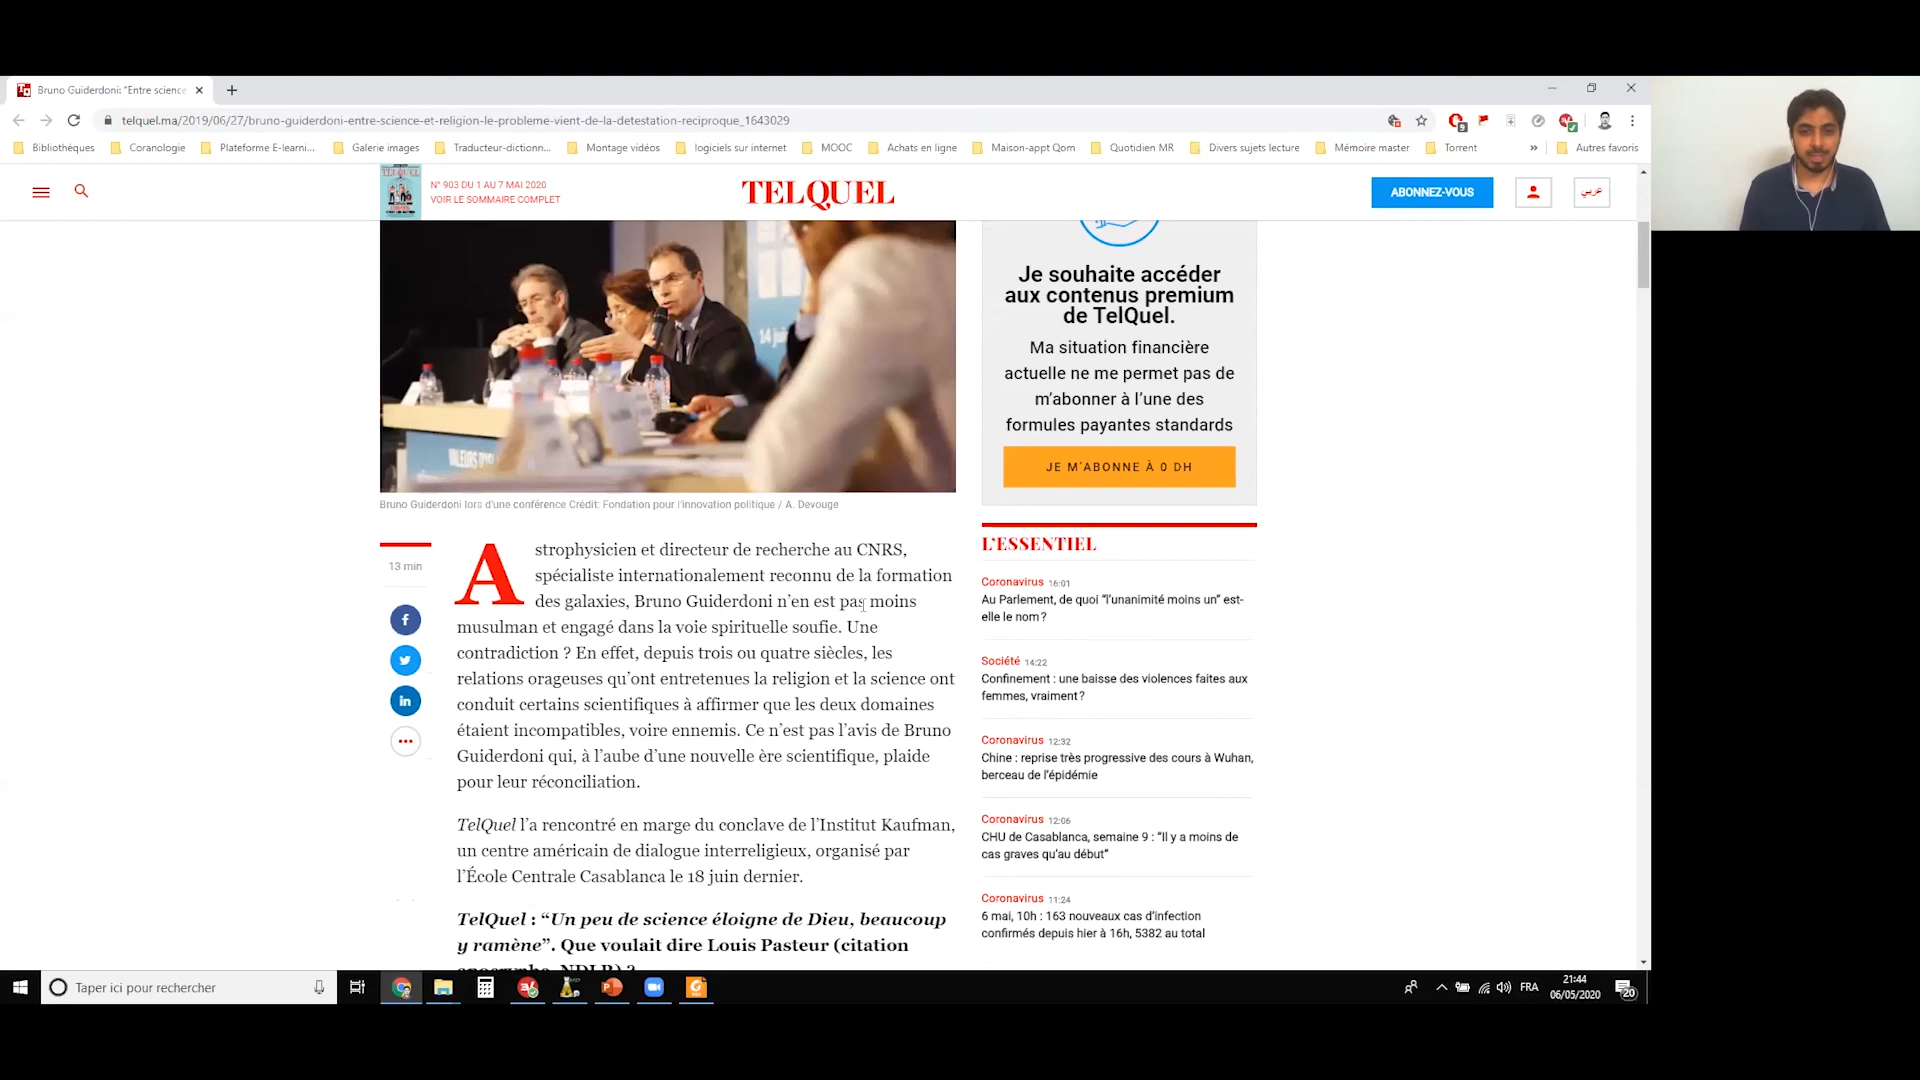 Bruno Guiderdoni: "Entre science
telquel.ma/2019/06/27/bruno-guiderdoni-entre-science-et-religion-le-probleme-vient-de-la-detestation-reciproque_1643029
Bibliothèques Coranologie Plateforme E-learni... Galerie images Traducteur-dictionn... Montage vidéos logiciels sur internet MOOC Achats en ligne Maison-appt Qom Quotidien MR Divers sujets lecture Mémoire master Torrent » Autres favoris
N° 903 DU 1 AU 7 MAI 2020
VOIR LE SOMMAIRE COMPLET
TELQUEL
ABONNEZ-VOUS
عربي
14 jui
VALEURS D'
Bruno Guiderdoni lors d'une conférence Crédit: Fondation pour l'innovation politique / A. Devouge
13 min
Astrophysicien et directeur de recherche au CNRS,
spécialiste internationalement reconnu de la formation
des galaxies, Bruno Guiderdoni n'en est pas moins
musulman et engagé dans la voie spirituelle soufie. Une
contradiction ? En effet, depuis trois ou quatre siècles, les
relations orageuses qu'ont entretenues la religion et la science ont
conduit certains scientifiques à affirmer que les deux domaines
étaient incompatibles, voire ennemis. Ce n'est pas l'avis de Bruno
Guiderdoni qui, à l'aube d'une nouvelle ère scientifique, plaide
pour leur réconciliation.
TelQuel l'a rencontré en marge du conclave de l'Institut Kaufman,
un centre américain de dialogue interreligieux, organisé par
l'École Centrale Casablanca le 18 juin dernier.
TelQuel : “Un peu de science éloigne de Dieu, beaucoup
y ramène”. Que voulait dire Louis Pasteur (citation
apocryphe, NDLR) ?
Je souhaite accéder
aux contenus premium
de TelQuel.
Ma situation financière
actuelle ne me permet pas de
m'abonner à l'une des
formules payantes standards
JE M'ABONNE À 0 DH
L'ESSENTIEL
Coronavirus 16:01
Au Parlement, de quoi “l'unanimité moins un” est-
elle le nom ?
Société 14:22
Confinement : une baisse des violences faites aux
femmes, vraiment ?
Coronavirus 12:32
Chine : reprise très progressive des cours à Wuhan,
berceau de l'épidémie
Coronavirus 12:06
CHU de Casablanca, semaine 9 : “Il y a moins de
cas graves qu'au début”
Coronavirus 11:24
6 mai, 10h : 163 nouveaux cas d'infection
confirmés depuis hier à 16h, 5382 au total
Taper ici pour rechercher
FRA
21:44
06/05/2020
20